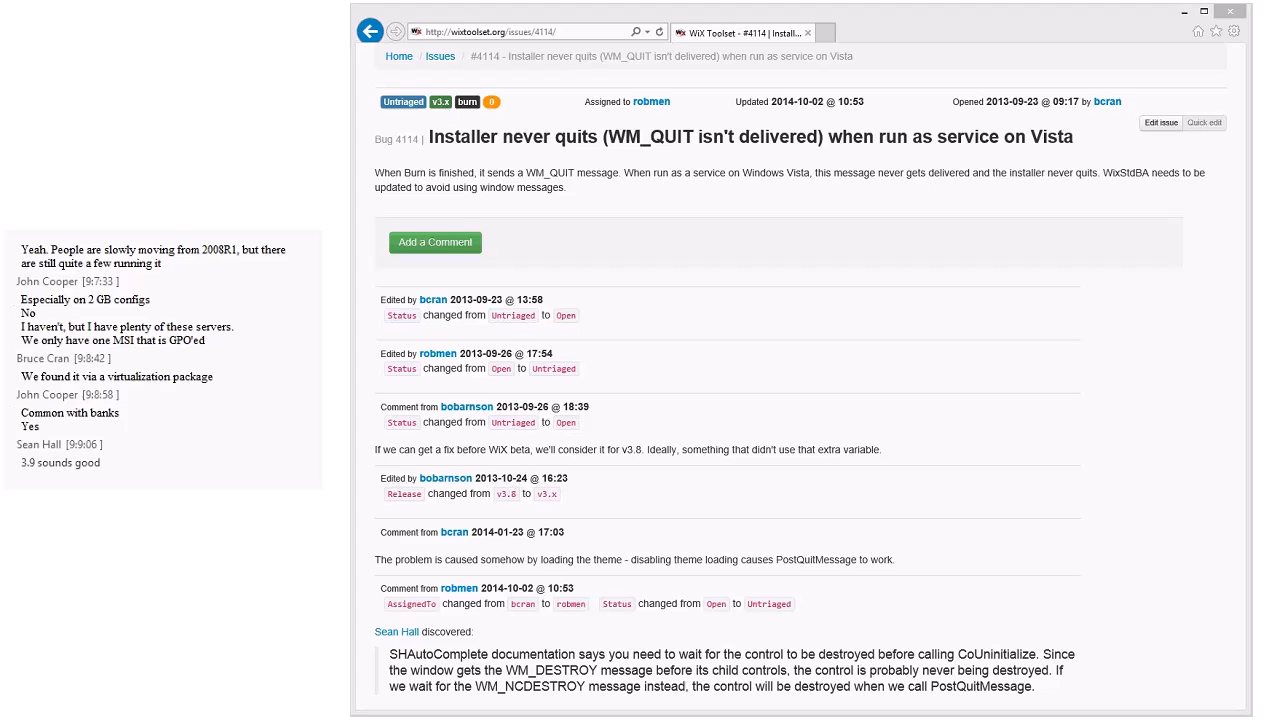 Yeah. People are slowly moving from 2008R1, but there
are still quite a few running it
John Cooper [9:7:33 ]
Especially on 2 GB configs
No
I haven't, but I have plenty of these servers.
We only have one MSI that is GPO'ed
Bruce Cran [9:8:42 ]
We found it via a virtualization package
John Cooper [9:8:58 ]
Common with banks
Yes
Sean Hall [9:9:06 ]
3.9 sounds good
http://wixtoolset.org/issues/4114/
WiX Toolset - #4114 | Install...
Home / Issues / #4114 - Installer never quits (WM_QUIT isn't delivered) when run as service on Vista
Untriaged v3.x burn 0 Assigned to robmen Updated 2014-10-02 @ 10:53 Opened 2013-09-23 @ 09:17 by bcran
Edit issue Quick edit
Bug 4114 | Installer never quits (WM_QUIT isn't delivered) when run as service on Vista
When Burn is finished, it sends a WM_QUIT message. When run as a service on Windows Vista, this message never gets delivered and the installer never quits. WixStdBA needs to be
updated to avoid using window messages.
Add a Comment
Edited by bcran 2013-09-23 @ 13:58
Status changed from Untriaged to Open
Edited by robmen 2013-09-26 @ 17:54
Status changed from Open to Untriaged
Comment from bobarnson 2013-09-26 @ 18:39
Status changed from Untriaged to Open
If we can get a fix before WiX beta, we'll consider it for v3.8. Ideally, something that didn't use that extra variable.
Edited by bobarnson 2013-10-24 @ 16:23
Release changed from v3.8 to v3.x
Comment from bcran 2014-01-23 @ 17:03
The problem is caused somehow by loading the theme - disabling theme loading causes PostQuitMessage to work.
Comment from robmen 2014-10-02 @ 10:53
AssignedTo changed from bcran to robmen Status changed from Open to Untriaged
Sean Hall discovered:
SHAutoComplete documentation says you need to wait for the control to be destroyed before calling CoUninitialize. Since
the window gets the WM_DESTROY message before its child controls, the control is probably never being destroyed. If
we wait for the WM_NCDESTROY message instead, the control will be destroyed when we call PostQuitMessage.